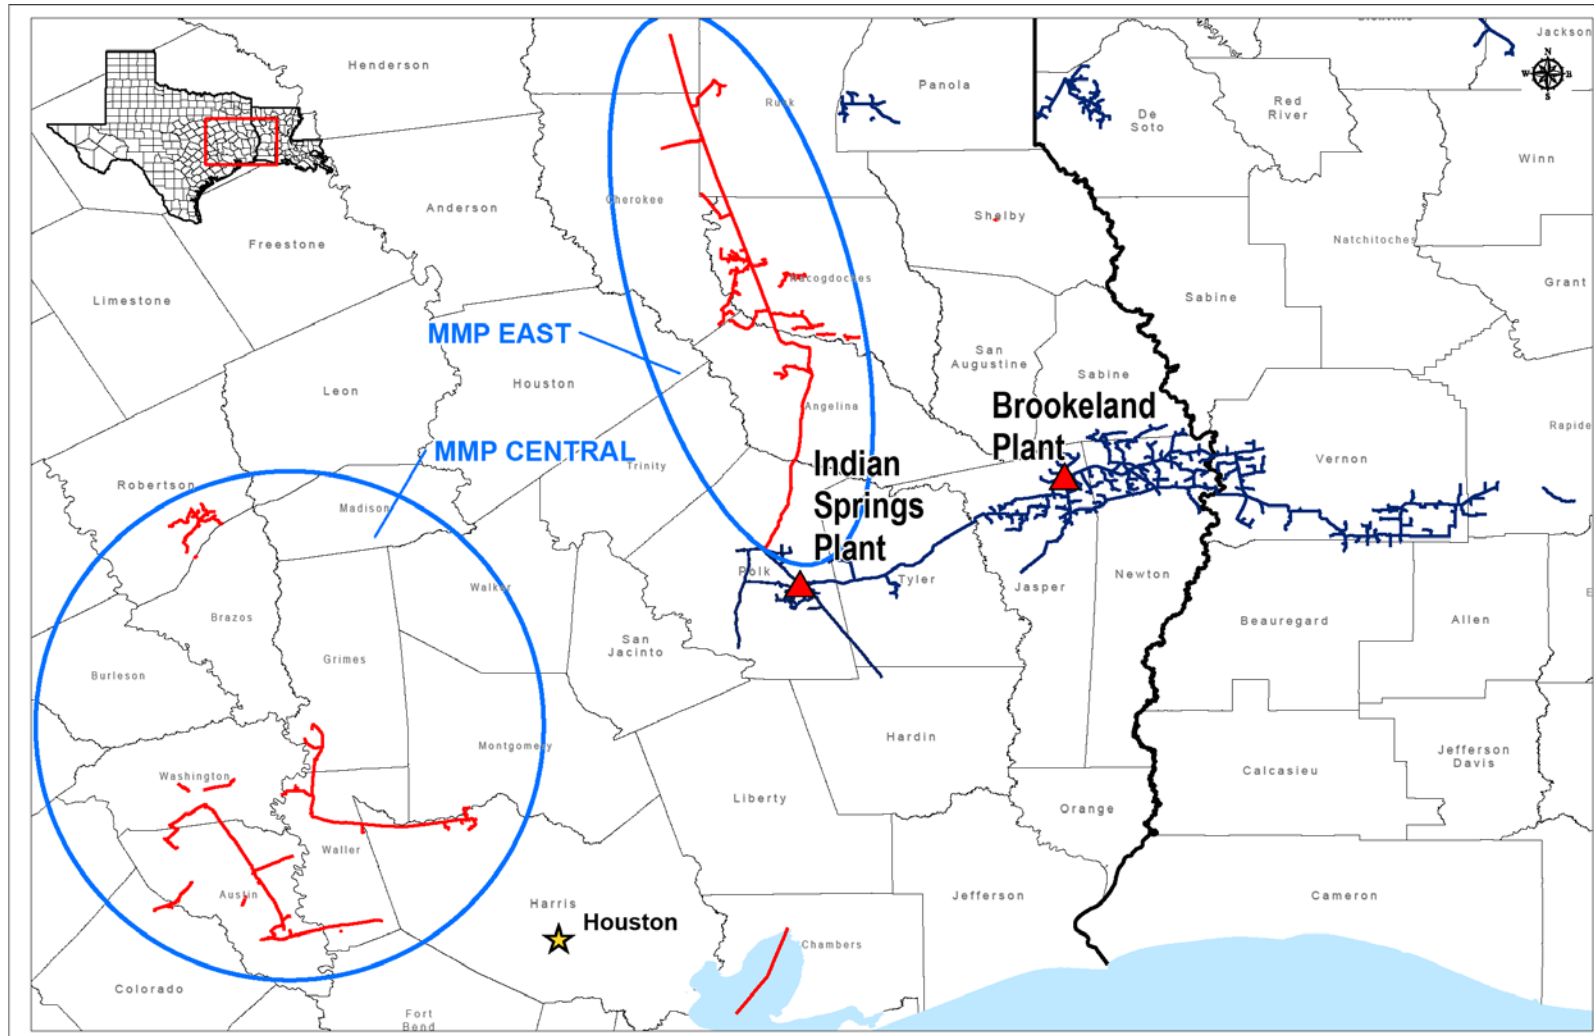 Jackson
Henderson
Panola
Rusk
De
Soto
Red
River
N
W
E
S
Winn
Cherokee
Anderson
Shelby
Freestone
Natchitoches
Nacogdoches
Grant
Limestone
Sabine
MMP EAST
San
Augustine
Sabine
Houston
Leon
Angelina
Brookeland
Plant
Rapide
MMP CENTRAL
Indian
Springs
Plant
Trinity
Vernon
Robertson
Madison
Polk
Tyler
Jasper
Newton
Walker
Brazos
San
Jacinto
Beauregard
Allen
E
Grimes
Burleson
Hardin
Montgomery
Jefferson
Davis
Washington
Calcasieu
Liberty
Orange
Waller
Austin
Harris
Houston
Jefferson
Cameron
Chambers
Colorado
Fort
Bend